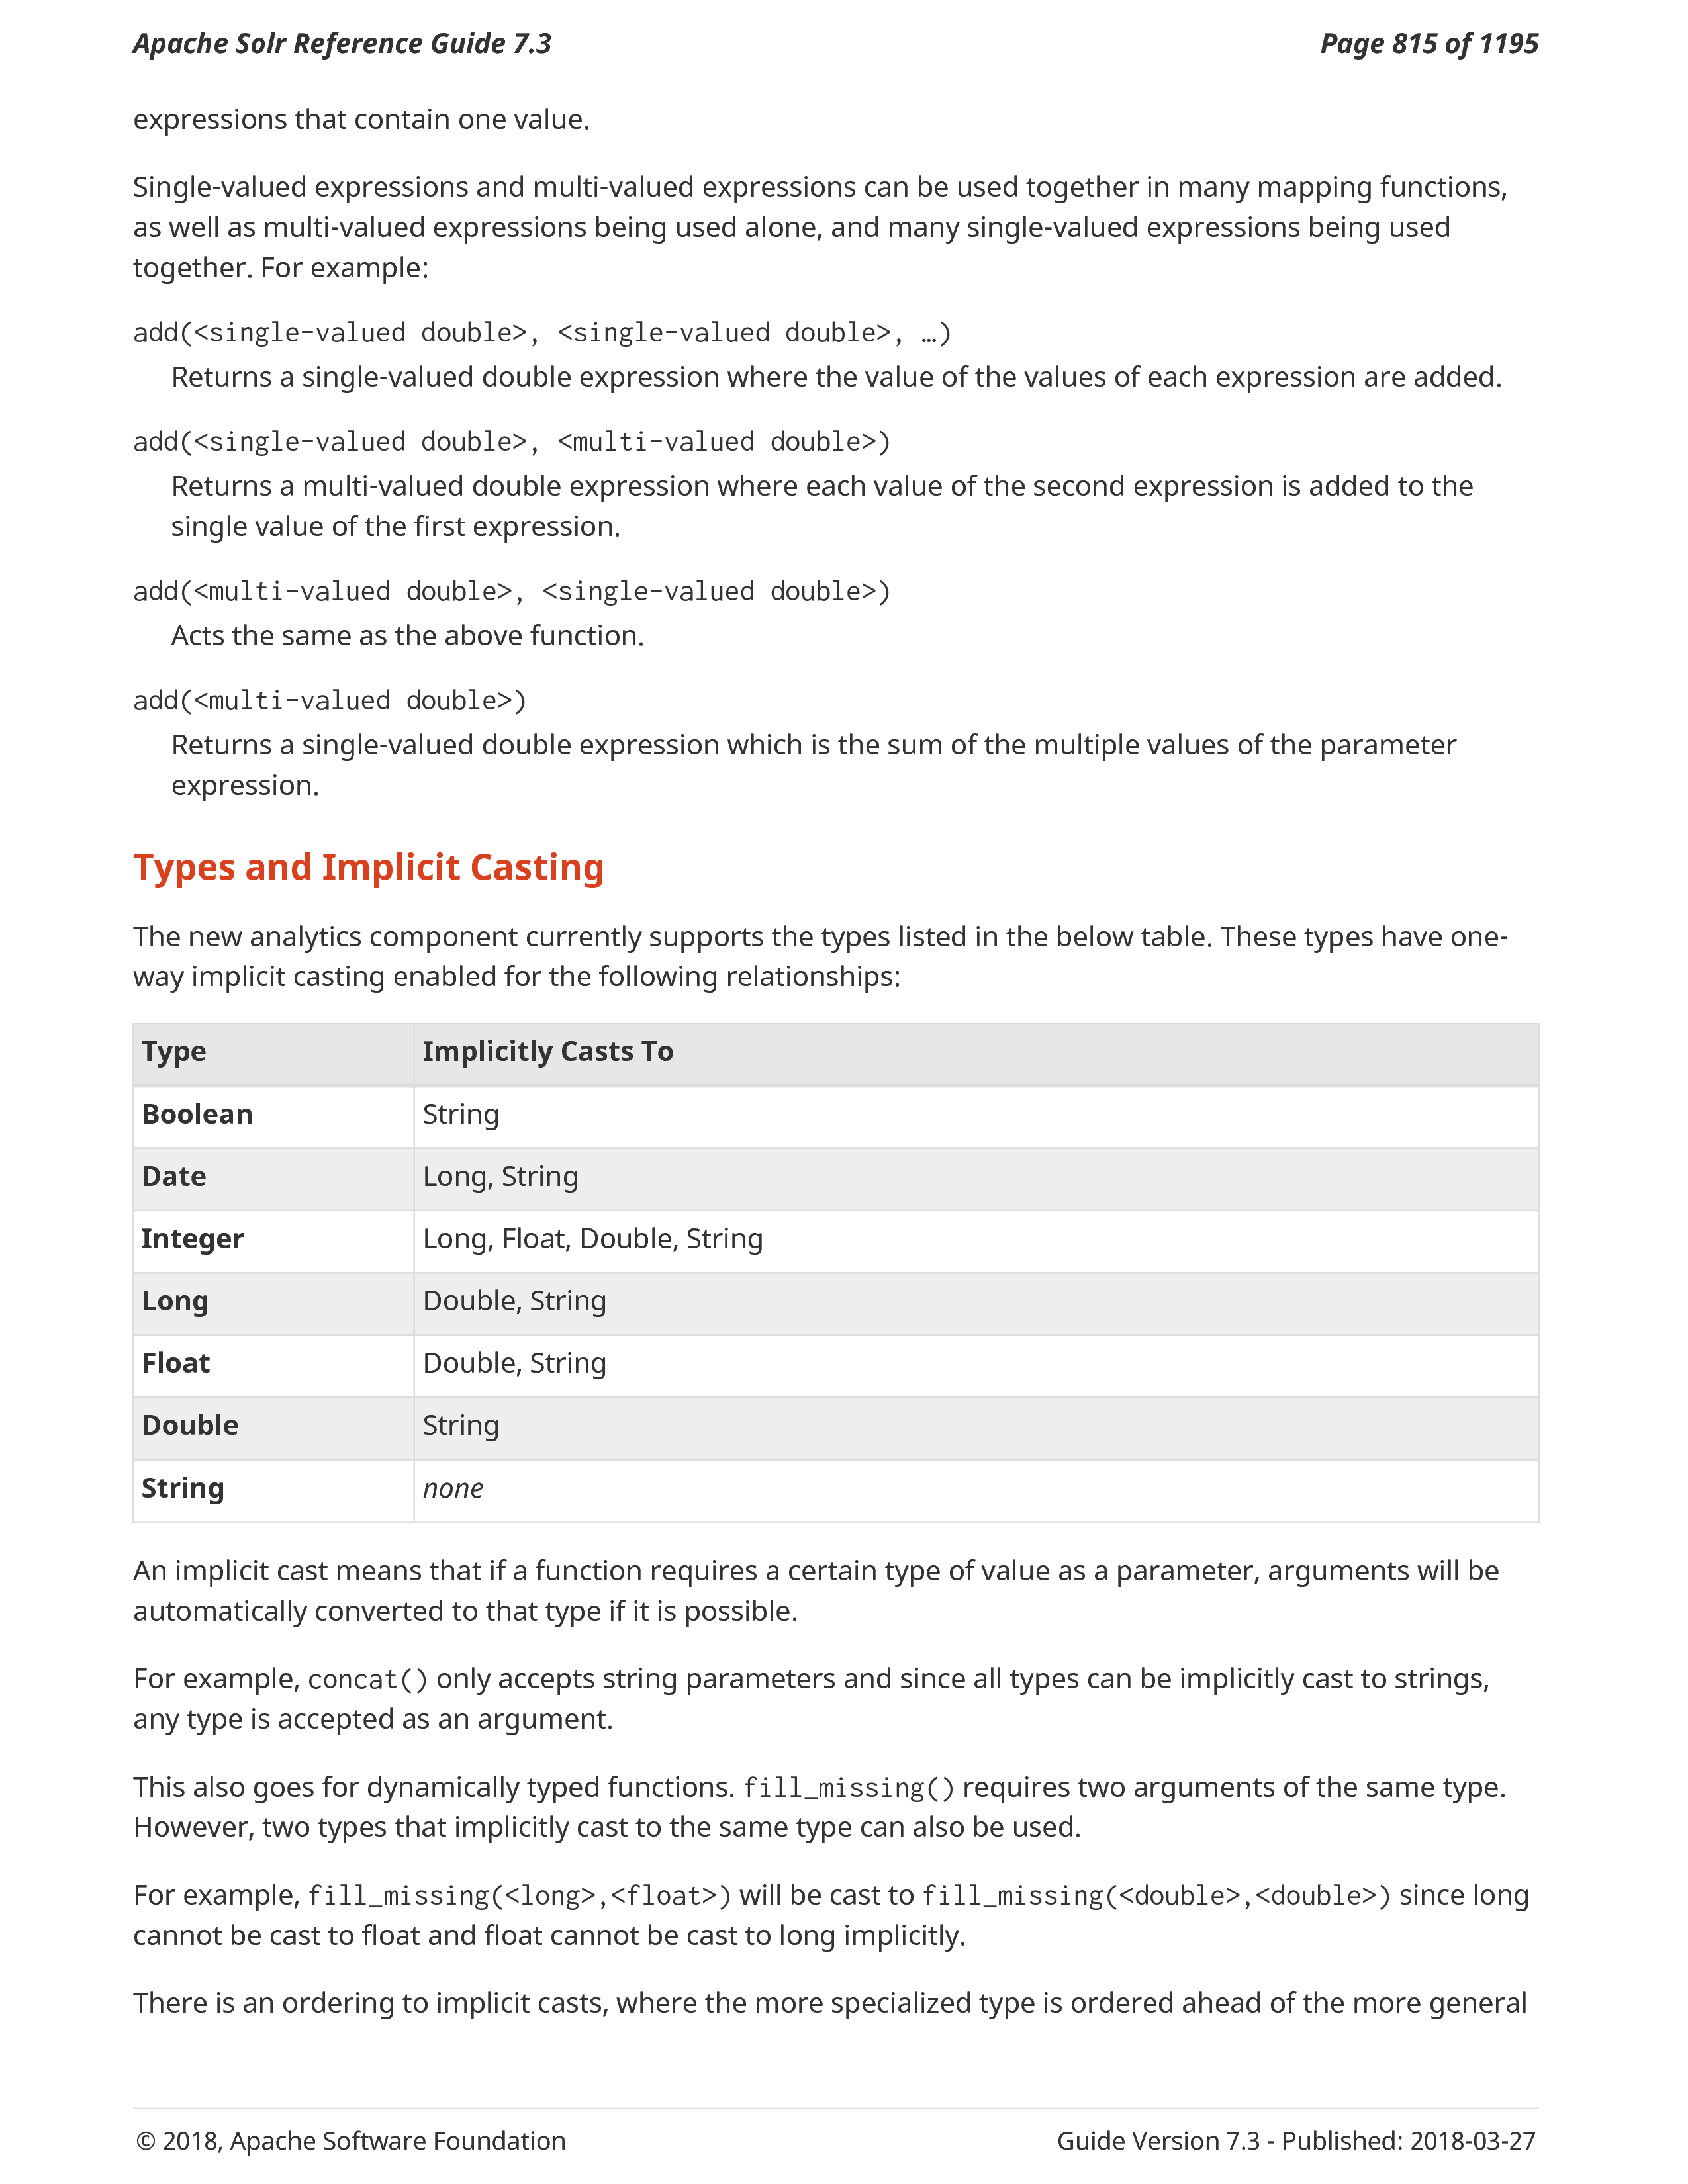 Apache Solr Reference Guide 7.3 Page 815 of 1195
expressions that contain one value.
Single-valued expressions and multi-valued expressions can be used together in many mapping functions,
as well as multi-valued expressions being used alone, and many single-valued expressions being used
together. For example:
add(<single-valued double>, <single-valued double>, …)
Returns a single-valued double expression where the value of the values of each expression are added.
add(<single-valued double>, <multi-valued double>)
Returns a multi-valued double expression where each value of the second expression is added to the
single value of the first expression.
add(<multi-valued double>, <single-valued double>)
Acts the same as the above function.
add(<multi-valued double>)
Returns a single-valued double expression which is the sum of the multiple values of the parameter
expression.
Types and Implicit Casting
The new analytics component currently supports the types listed in the below table. These types have one-
way implicit casting enabled for the following relationships:
Type Implicitly Casts To
Boolean String
Date Long, String
Integer Long, Float, Double, String
Long Double, String
Float Double, String
Double String
String none
An implicit cast means that if a function requires a certain type of value as a parameter, arguments will be
automatically converted to that type if it is possible.
For example, concat() only accepts string parameters and since all types can be implicitly cast to strings,
any type is accepted as an argument.
This also goes for dynamically typed functions. fill_missing() requires two arguments of the same type.
However, two types that implicitly cast to the same type can also be used.
For example, fill_missing(<long>,<float>) will be cast to fill_missing(<double>,<double>) since long
cannot be cast to float and float cannot be cast to long implicitly.
There is an ordering to implicit casts, where the more specialized type is ordered ahead of the more general
© 2018, Apache Software Foundation Guide Version 7.3 - Published: 2018-03-27